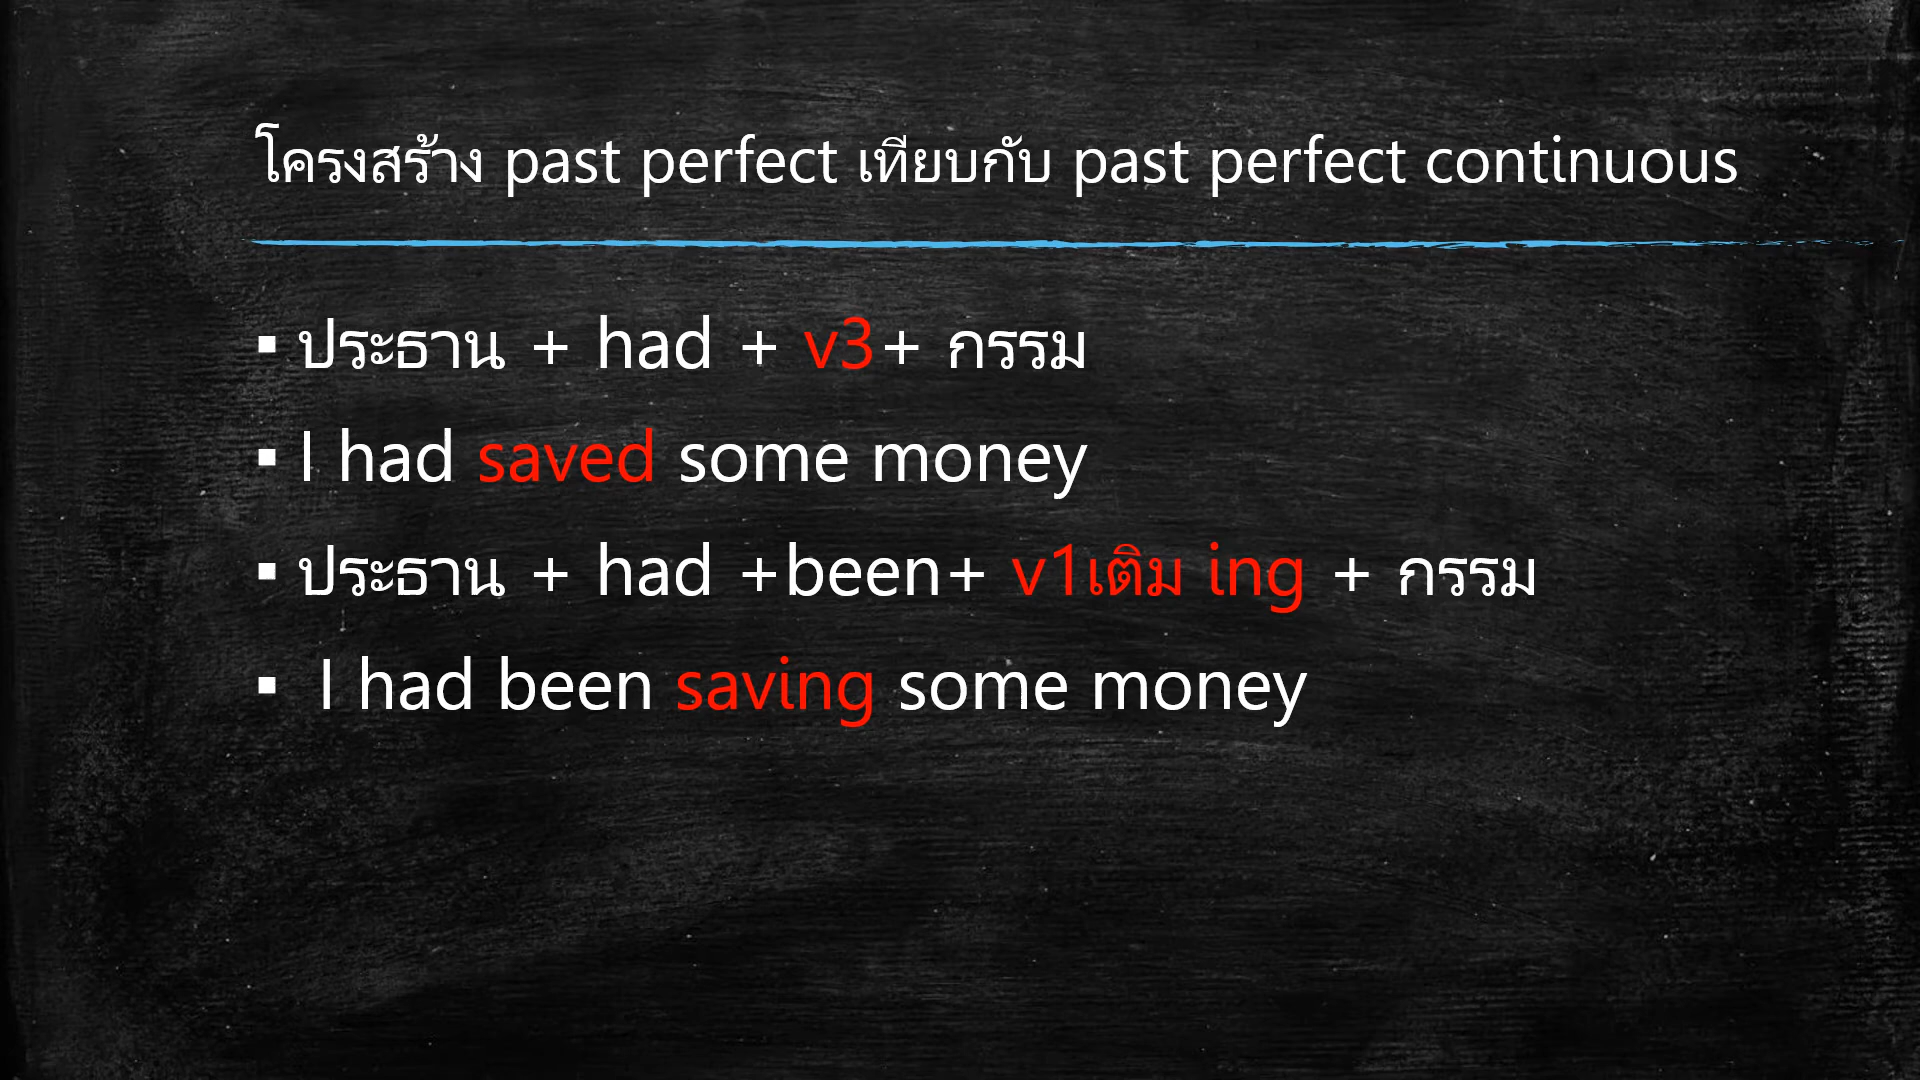 โครงสร้าง past perfect เทียบกับ past perfect continuous
▪ ประธาน + had + v3+ กรรม
▪ I had saved some money
▪ ประธาน + had +been+ v1เติม ing + กรรม
▪ I had been saving some money